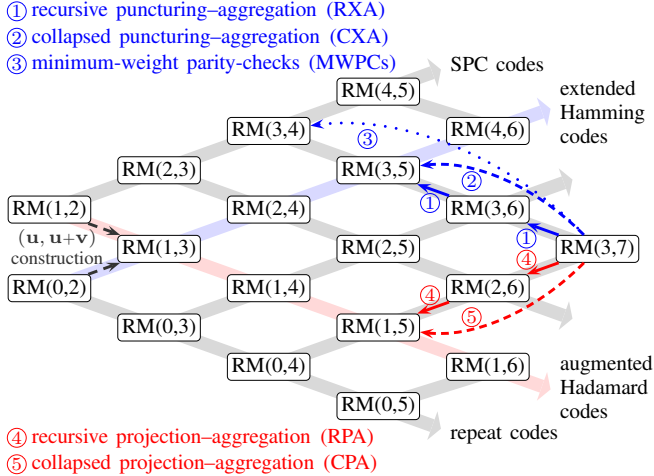 ① recursive puncturing–aggregation (RXA)
② collapsed puncturing–aggregation (CXA)
③ minimum-weight parity-checks (MWPCs)
SPC codes
RM(4,5)
extended
Hamming
codes
RM(3,4)
RM(4,6)
③
RM(2,3)
RM(3,5)
②
①
RM(1,2)
RM(2,4)
RM(3,6)
(u, u+v)
construction
RM(1,3)
RM(2,5)
①
RM(3,7)
④
RM(0,2)
RM(1,4)
RM(2,6)
④
⑤
RM(0,3)
RM(1,5)
RM(0,4)
RM(1,6)
augmented
Hadamard
codes
RM(0,5)
repeat codes
④ recursive projection–aggregation (RPA)
⑤ collapsed projection–aggregation (CPA)